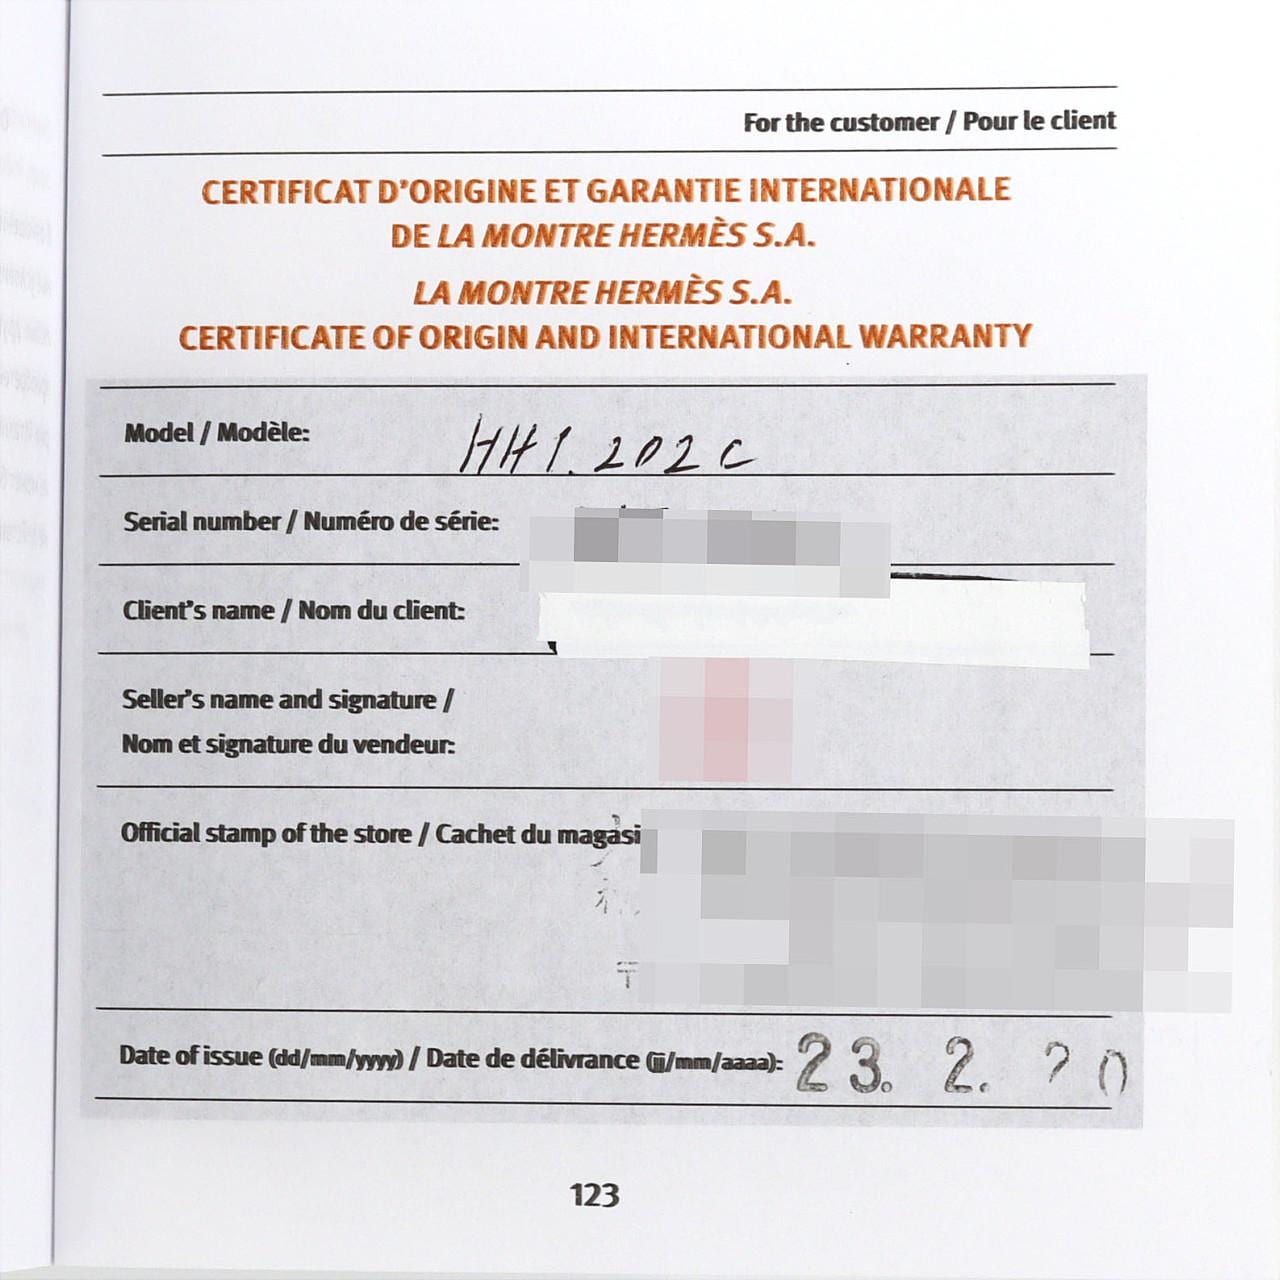 For the customer / Pour le client
CERTIFICAT D'ORIGINE ET GARANTIE INTERNATIONALE
DE LA MONTRE HERMÈS S.A.
LA MONTRE HERMÈS S.A.
CERTIFICATE OF ORIGIN AND INTERNATIONAL WARRANTY
Model / Modèle: HH1.202C
Serial number / Numéro de série:
Client's name / Nom du client:
Seller's name and signature /
Nom et signature du vendeur:
Official stamp of the store / Cachet du magasi
〒
Date of issue (dd/mm/yyyy) / Date de délivrance (jj/mm/aaaa): 23. 2. 20
123